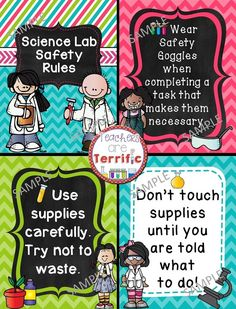 Science Lab
Safety
Rules
Wear
Safety
Goggles
when
completing a
task that
makes them
necessary.
Teachers
are
Terrific
Use
supplies
carefully.
Try not to
waste.
Don't touch
supplies
until you
are told
what
to do!
SAMPLE
SAMPLE
SAMPLE
SAMPLE